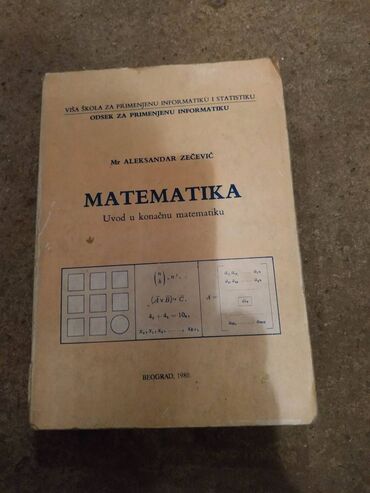 VIŠA ŠKOLA ZA PRIMENJENU INFORMATIKU I STATISTIKU
ODSEK ZA PRIMENJENU INFORMATIKU
Mr ALEKSANDAR ZEČEVIĆ
MATEMATIKA
Uvod u konačnu matematiku
BEOGRAD, 1980.